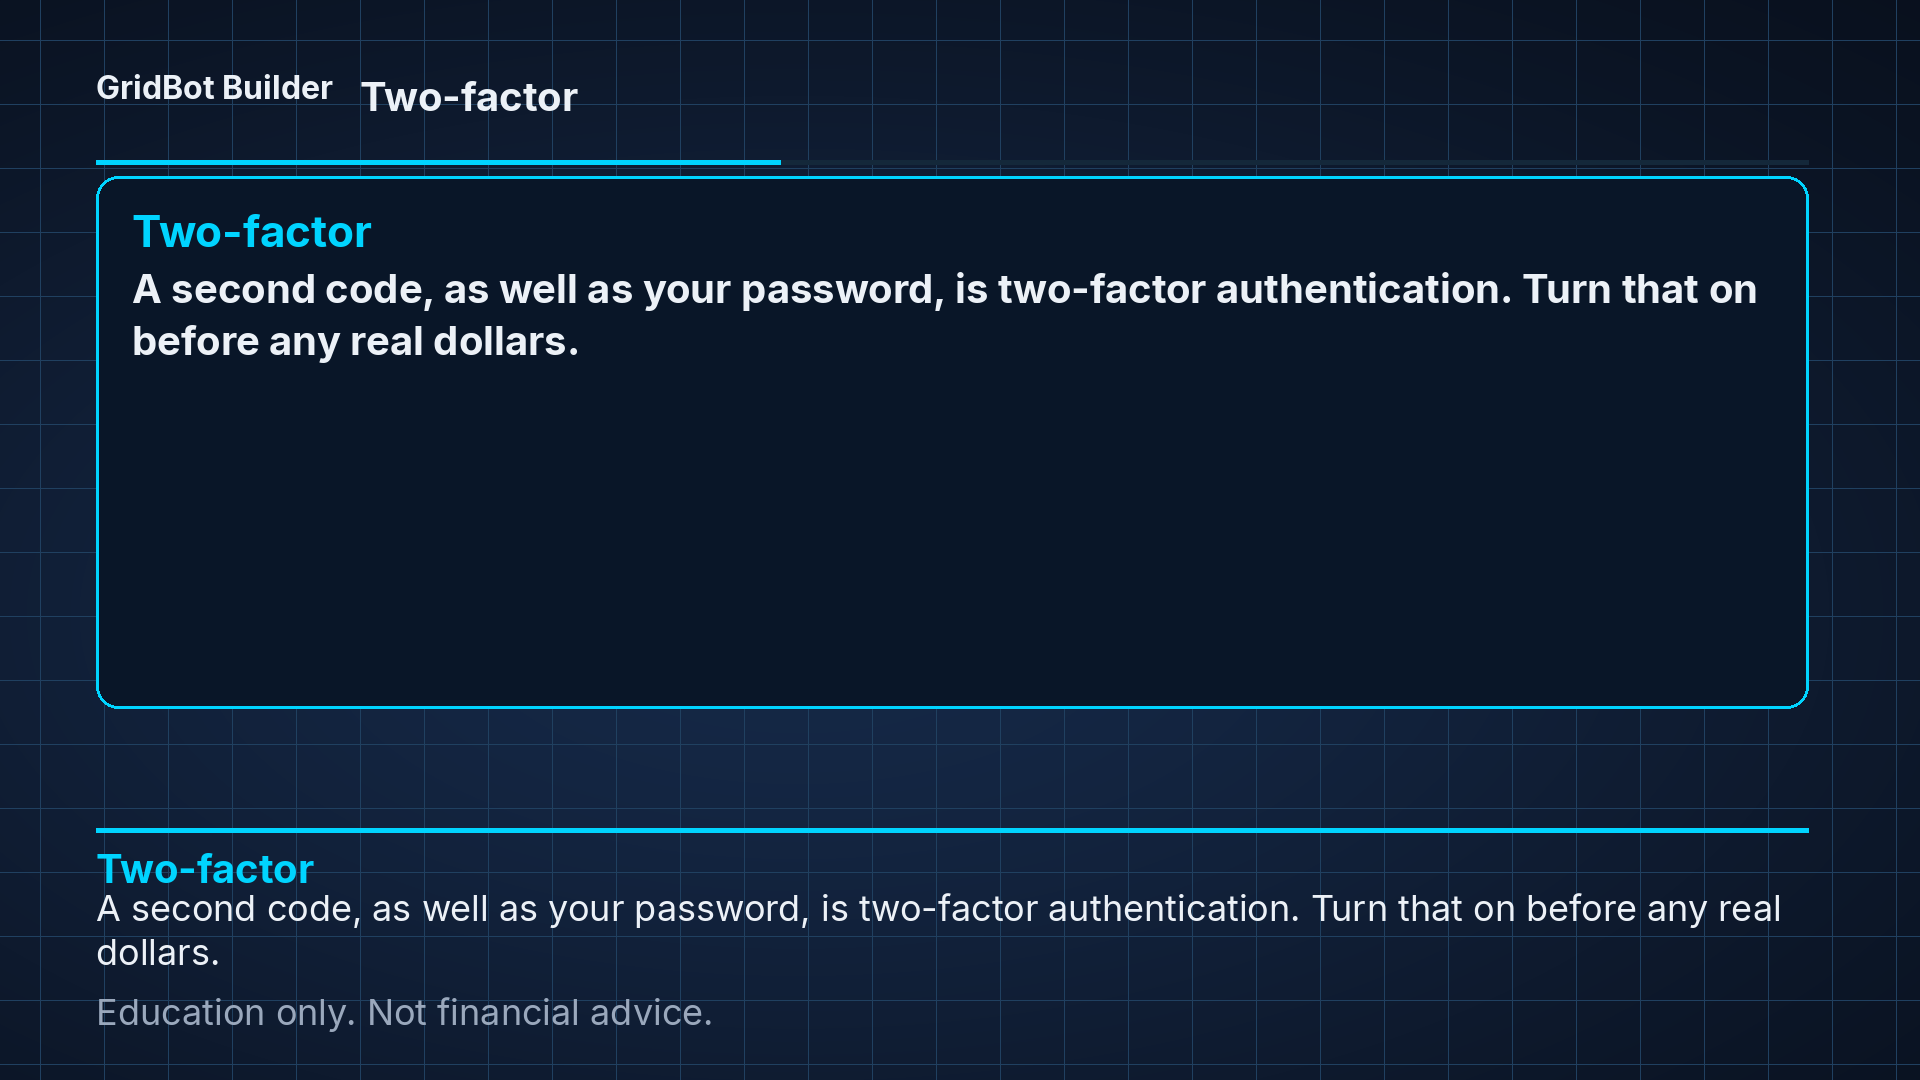 GridBot Builder
Two-factor
Two-factor
A second code, as well as your password, is two-factor authentication. Turn that on
before any real dollars.
Two-factor
A second code, as well as your password, is two-factor authentication. Turn that on before any real
dollars.
Education only. Not financial advice.